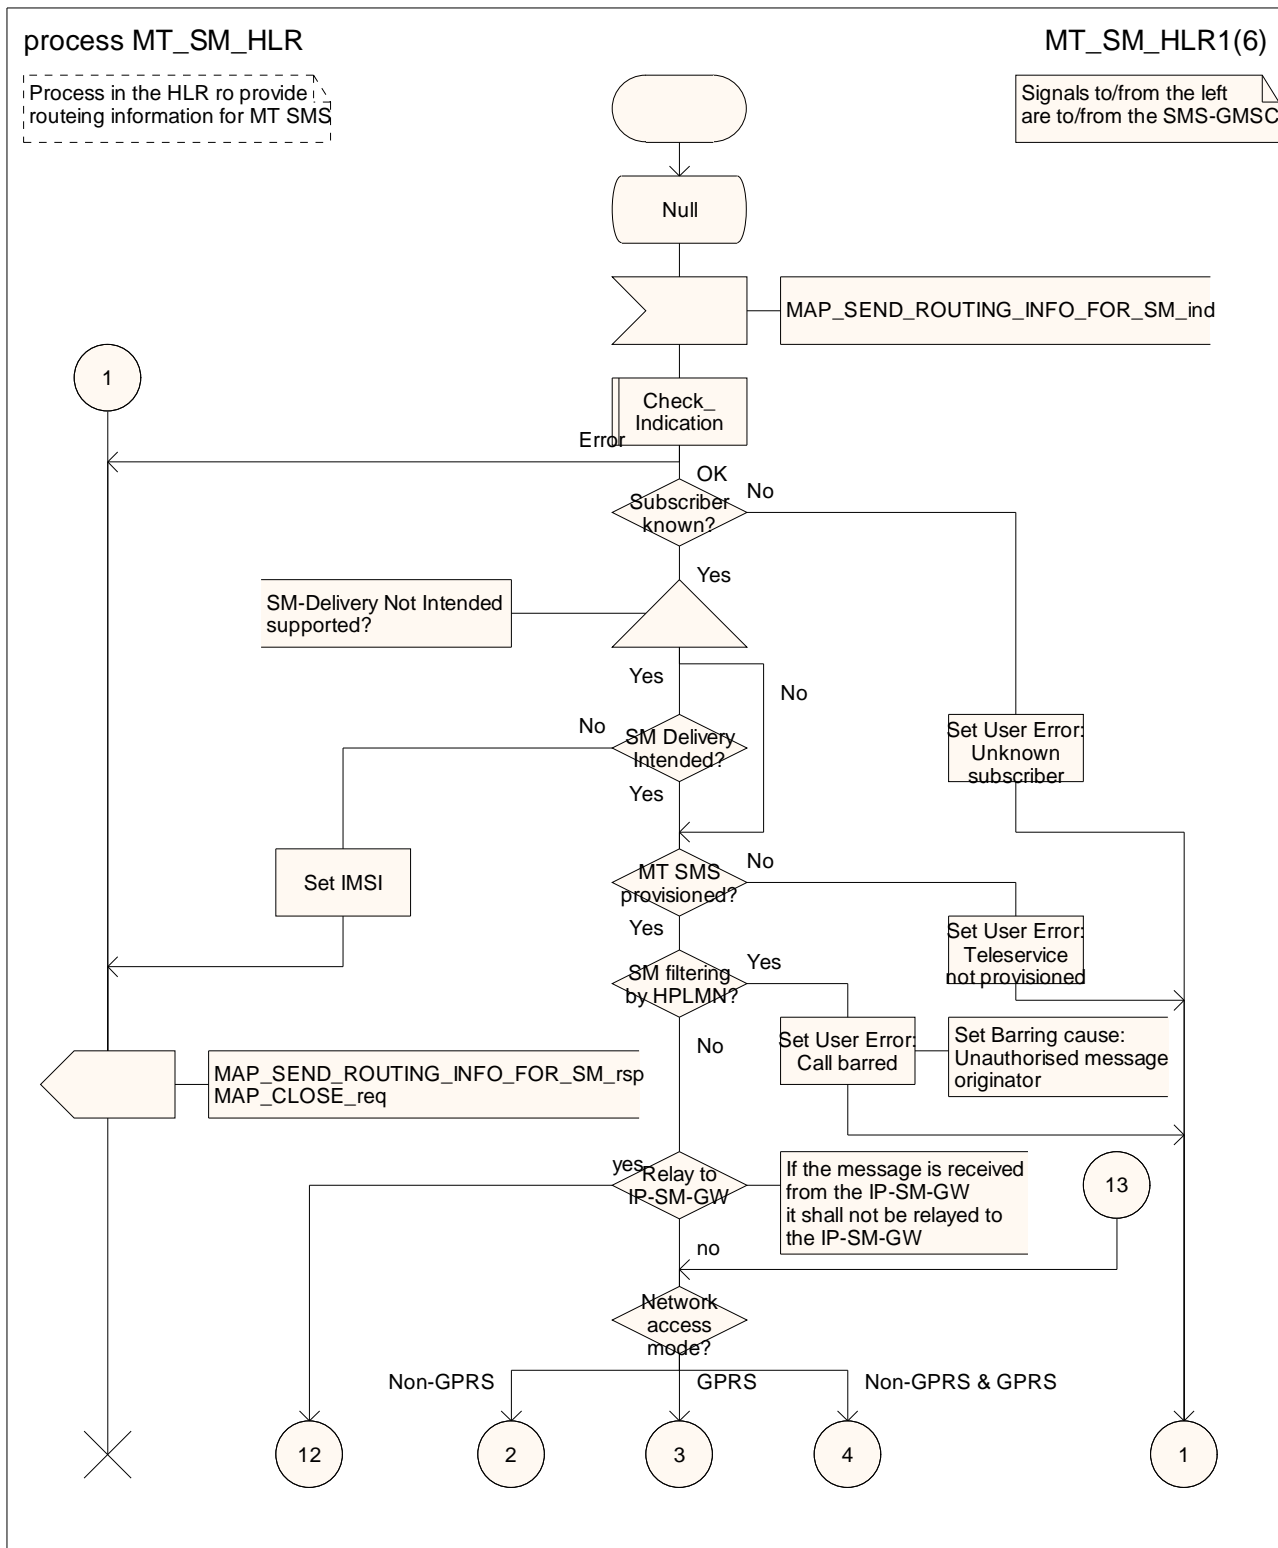 process MT_SM_HLR
MT_SM_HLR1(6)
Process in the HLR ro provide
routeing information for MT SMS
Signals to/from the left
are to/from the SMS-GMSC
Null
MAP_SEND_ROUTING_INFO_FOR_SM_ind
1
Check_
Indication
Error
OK
No
Subscriber
known?
Yes
SM-Delivery Not Intended
supported?
Yes
No
No
SM Delivery
Intended?
Set User Error:
Unknown
subscriber
Yes
No
MT SMS
provisioned?
Set IMSI
Yes
Set User Error:
Teleservice
not provisioned
Yes
SM filtering
by HPLMN?
No
Set User Error:
Call barred
Set Barring cause:
Unauthorised message
originator
MAP_SEND_ROUTING_INFO_FOR_SM_rsp
MAP_CLOSE_req
yes
Relay to
IP-SM-GW
If the message is received
from the IP-SM-GW
it shall not be relayed to
the IP-SM-GW
13
no
Network
access
mode?
Non-GPRS
GPRS
Non-GPRS & GPRS
12
2
3
4
1